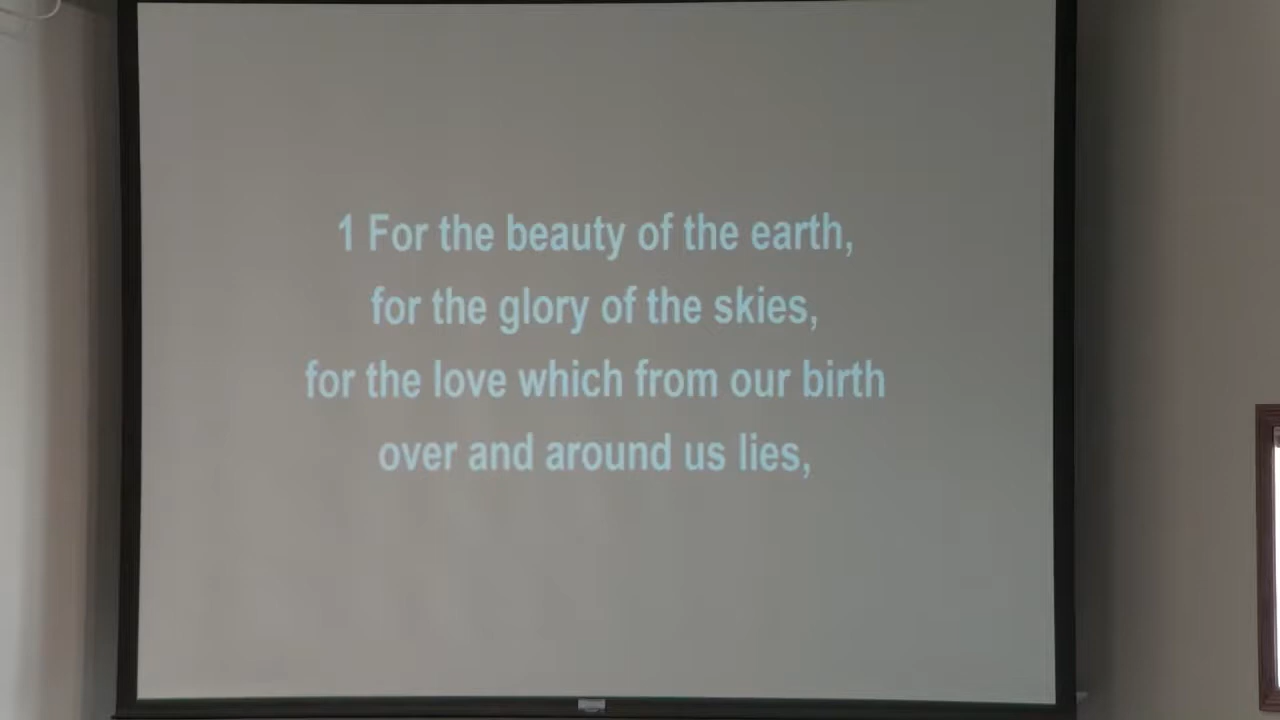 1 For the beauty of the earth,
for the glory of the skies,
for the love which from our birth
over and around us lies,